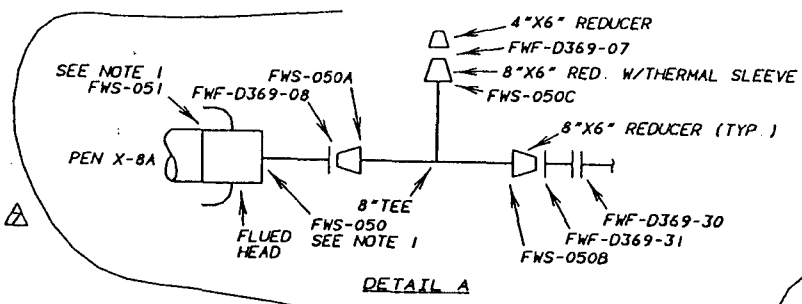 4"X6" REDUCER
FWF-D369-07
8"X6" RED. W/THERMAL SLEEVE
FWS-050C
FWS-050A
SEE NOTE 1
FWS-051
FWF-D369-08
8"X6" REDUCER (TYP.)
PEN X-8A
8"TEE
FWF-D369-30
FWF-D369-31
FWS-050B
FWS-050
SEE NOTE 1
FLUED
HEAD
7
DETAIL A